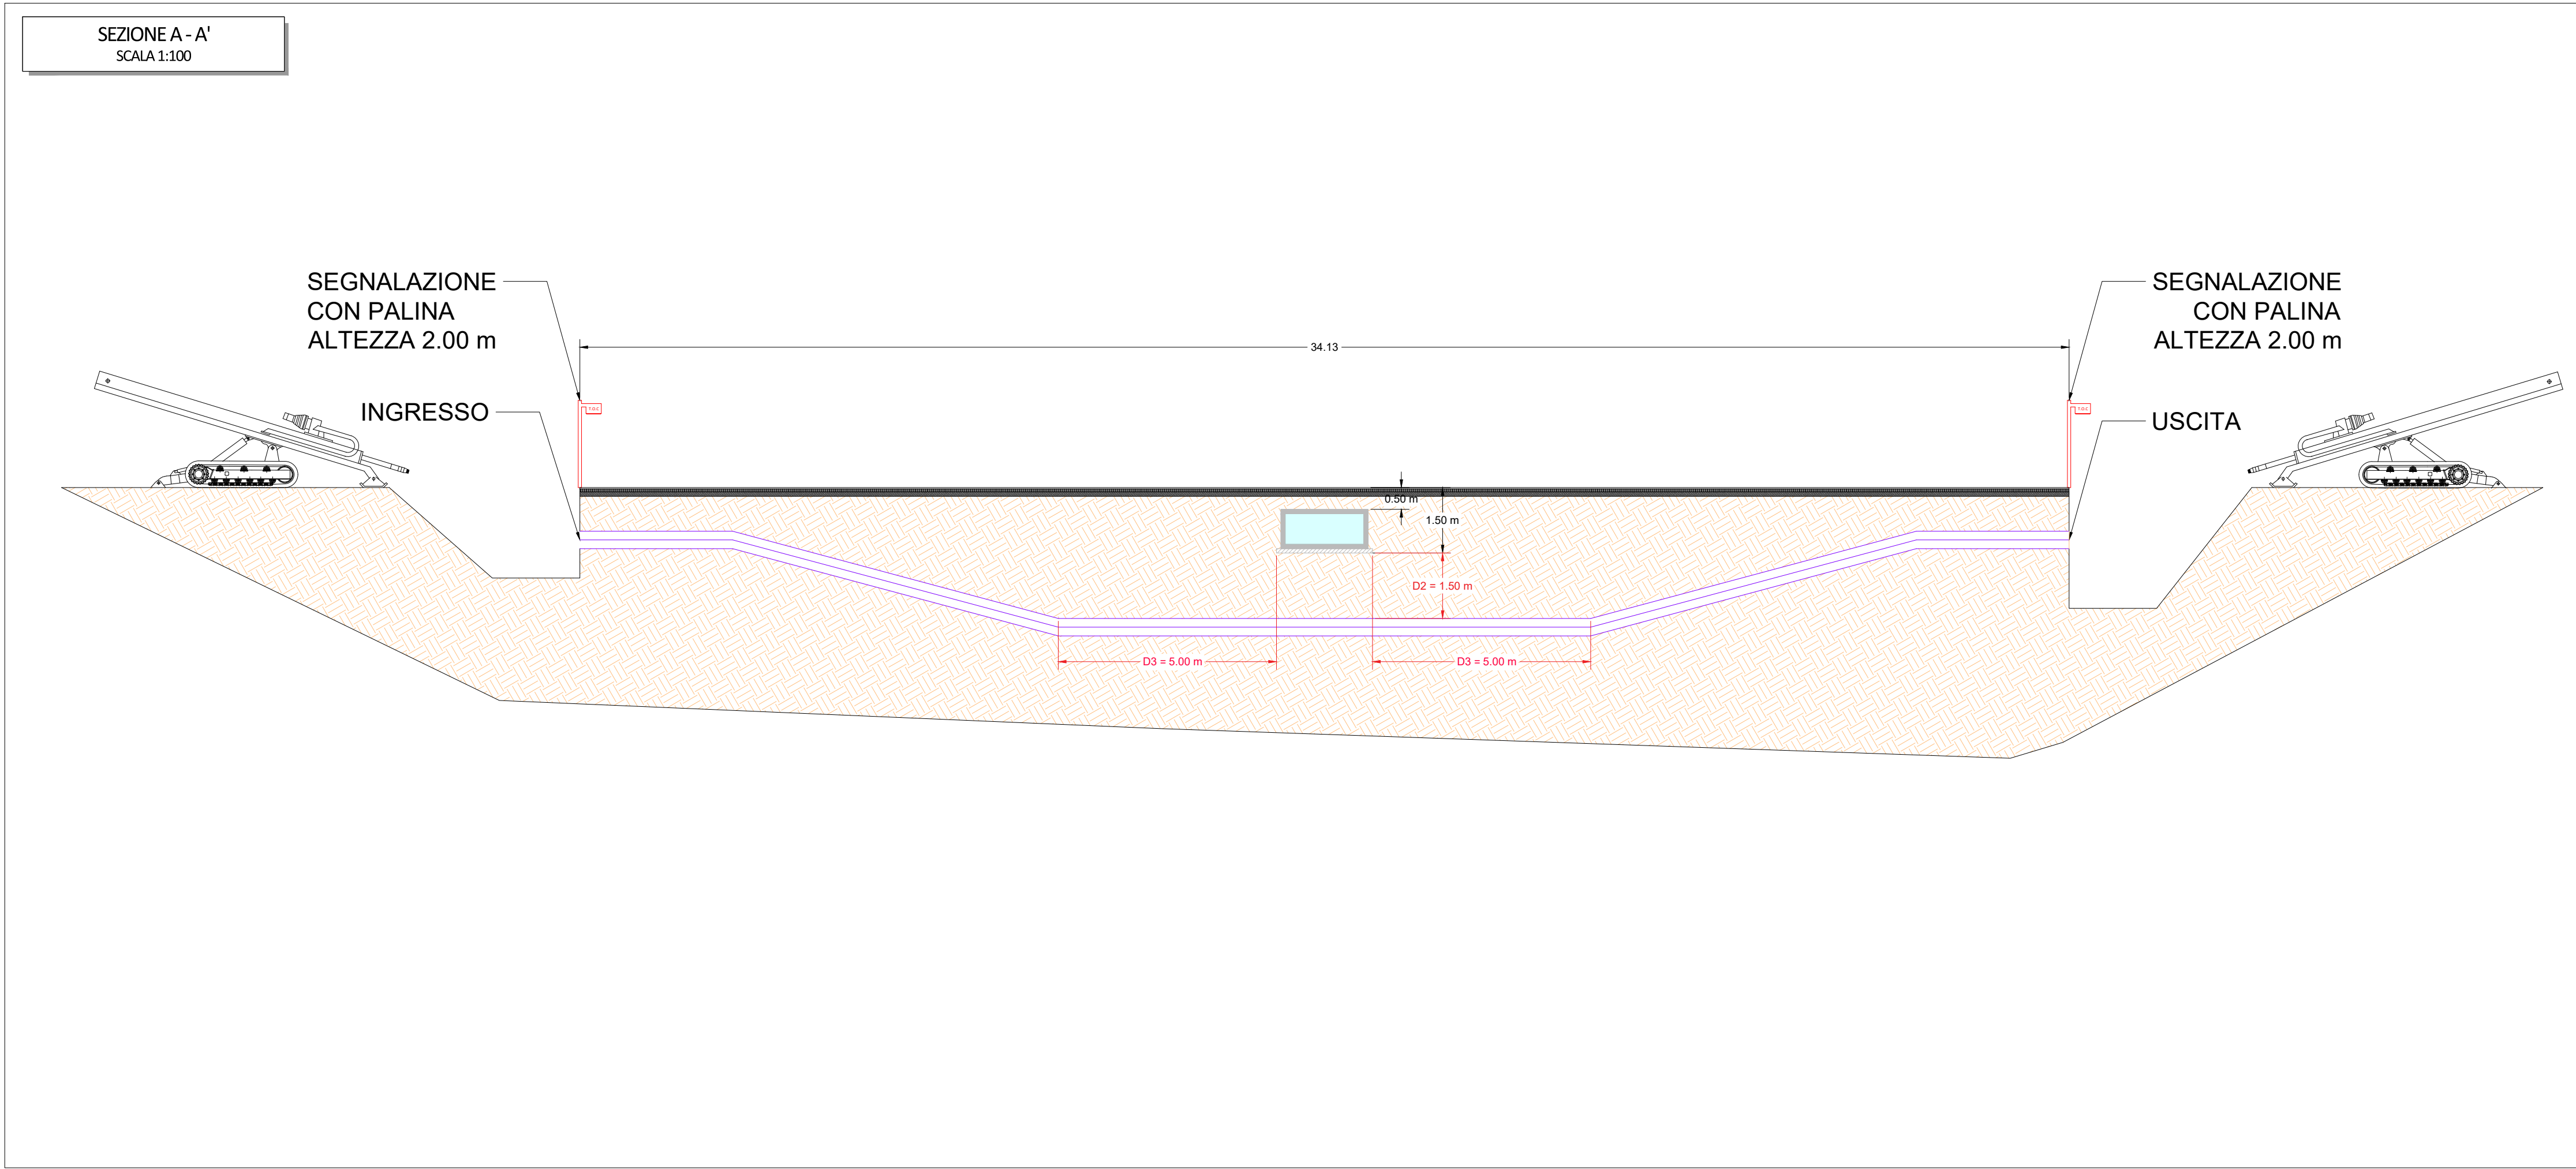 SEZIONE A - A'
SCALA 1:100
SEGNALAZIONE
CON PALINA
ALTEZZA 2.00 m
SEGNALAZIONE
CON PALINA
ALTEZZA 2.00 m
34.13
INGRESSO
T.O.C
T.O.C
USCITA
0.50 m
1.50 m
D2 = 1.50 m
D3 = 5.00 m
D3 = 5.00 m